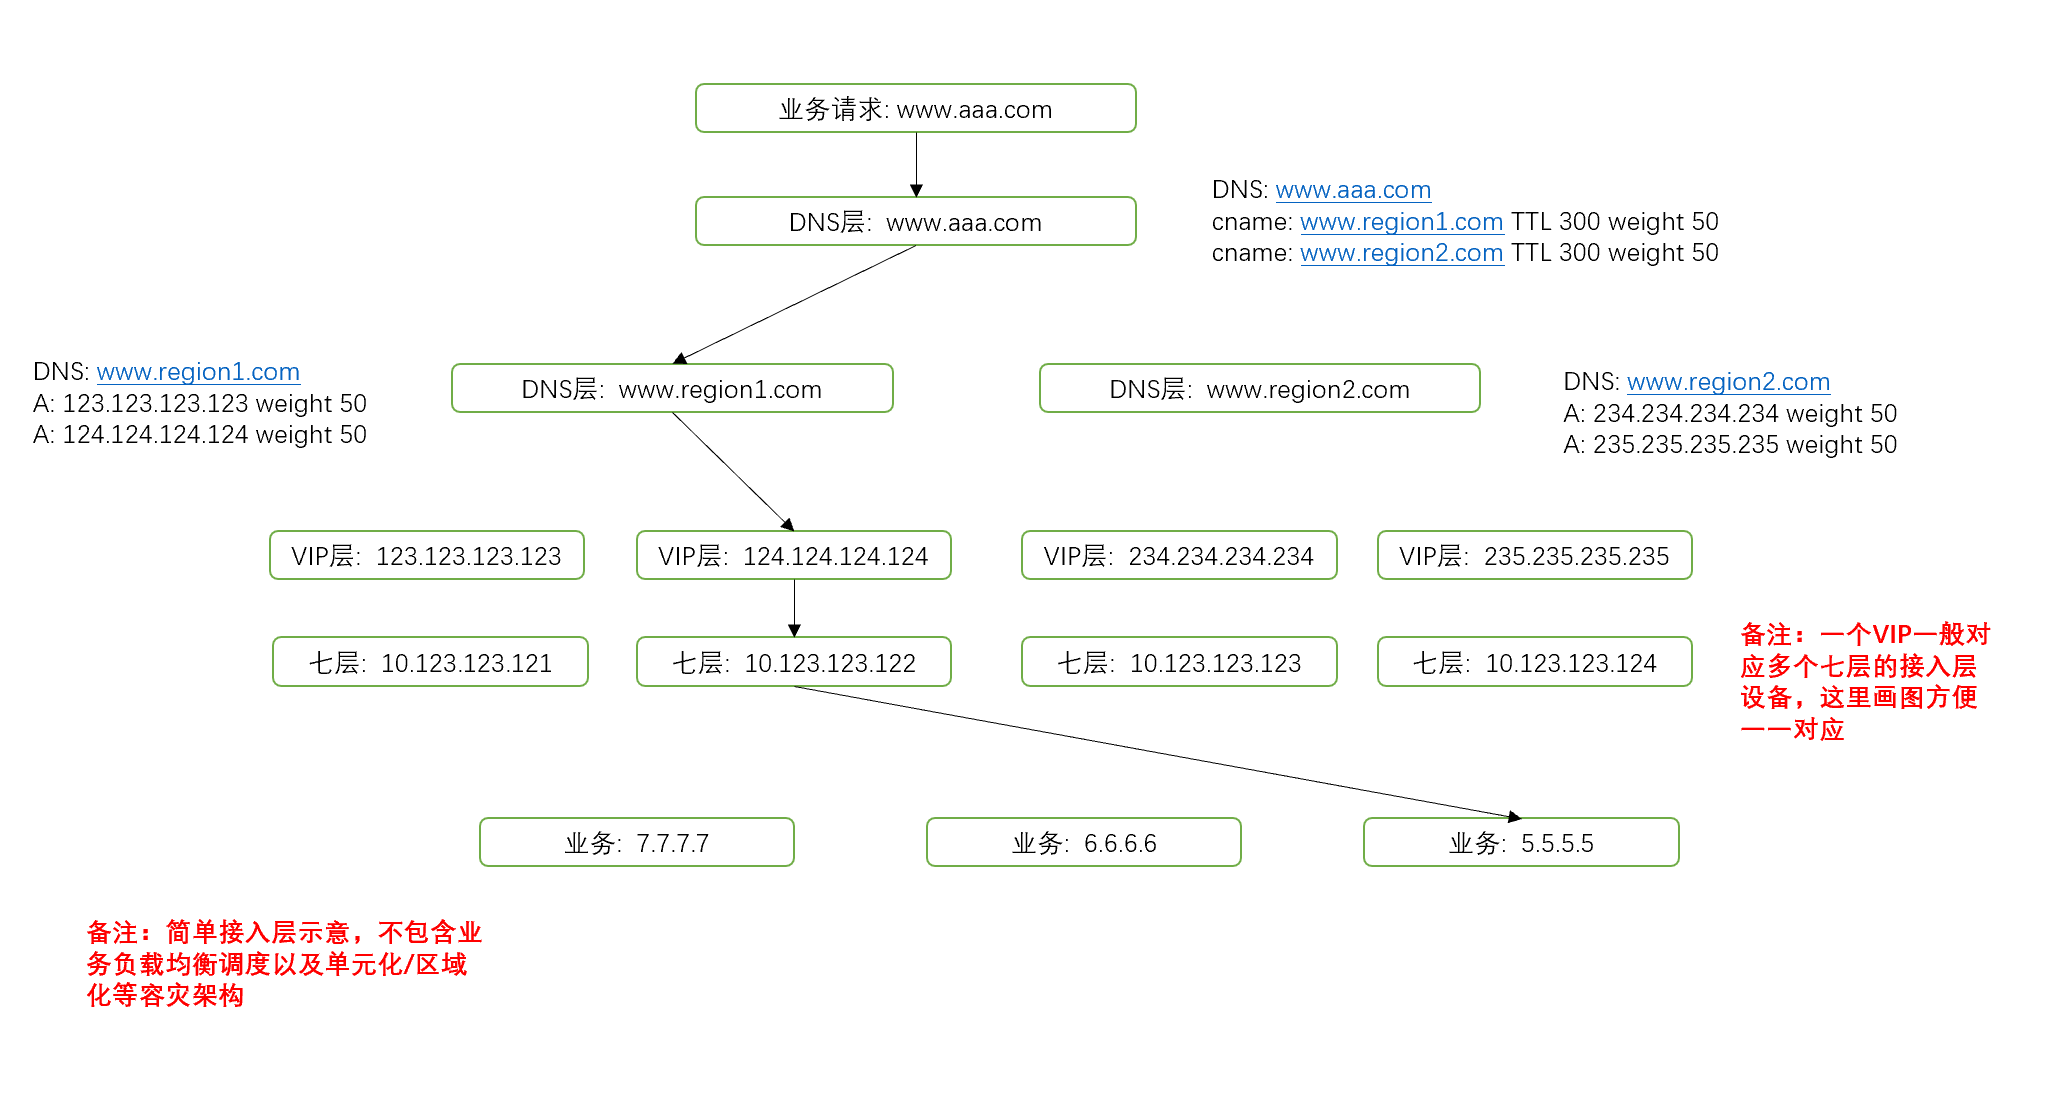 业务请求: www.aaa.com
DNS层:  www.aaa.com
DNS: www.aaa.com
cname: www.region1.com TTL 300 weight 50
cname: www.region2.com TTL 300 weight 50
DNS: www.region1.com
A: 123.123.123.123 weight 50
A: 124.124.124.124 weight 50
DNS层:  www.region1.com
DNS层:  www.region2.com
DNS: www.region2.com
A: 234.234.234.234 weight 50
A: 235.235.235.235 weight 50
VIP层:  123.123.123.123
VIP层:  124.124.124.124
VIP层:  234.234.234.234
VIP层:  235.235.235.235
七层:  10.123.123.121
七层:  10.123.123.122
七层:  10.123.123.123
七层:  10.123.123.124
备注：一个VIP一般对
应多个七层的接入层
设备，这里画图方便
一一对应
业务:  7.7.7.7
业务:  6.6.6.6
业务:  5.5.5.5
备注：简单接入层示意，不包含业
务负载均衡调度以及单元化/区域
化等容灾架构